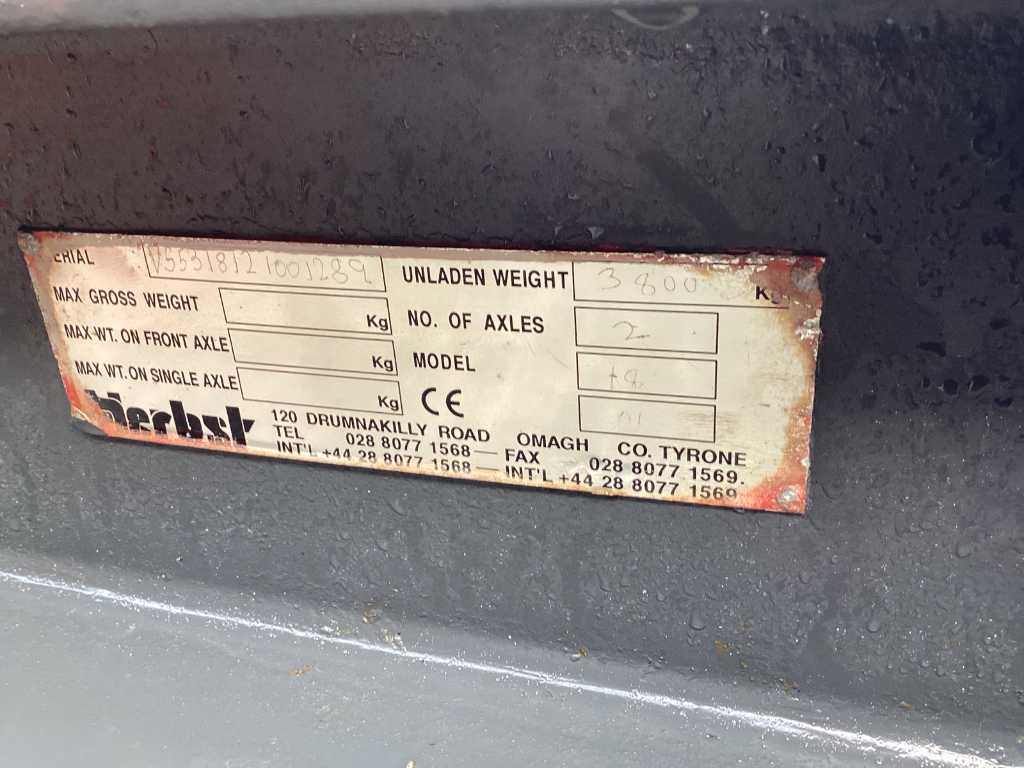 ERIAL V55318121001289 UNLADEN WEIGHT 3800 Kg
MAX GROSS WEIGHT Kg NO. OF AXLES 2
MAX WT. ON FRONT AXLE Kg MODEL
MAX WT. ON SINGLE AXLE Kg CE
Herbst 120 DRUMNAKILLY ROAD OMAGH CO. TYRONE
TEL 028 8077 1568 — FAX 028 8077 1569.
INT'L +44 28 8077 1568 — INT'L +44 28 8077 1569